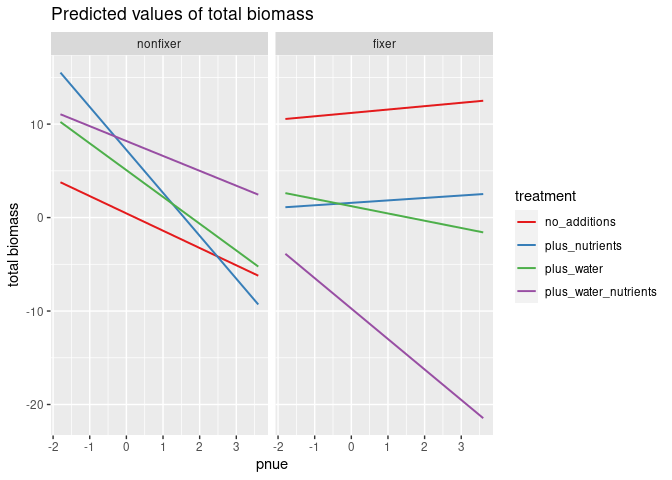 Predicted values of total biomass
nonfixer
fixer
10
0
-10
-20
total biomass
-2 -1 0 1 2 3
-2 -1 0 1 2 3
pnue
treatment
no_additions
plus_nutrients
plus_water
plus_water_nutrients